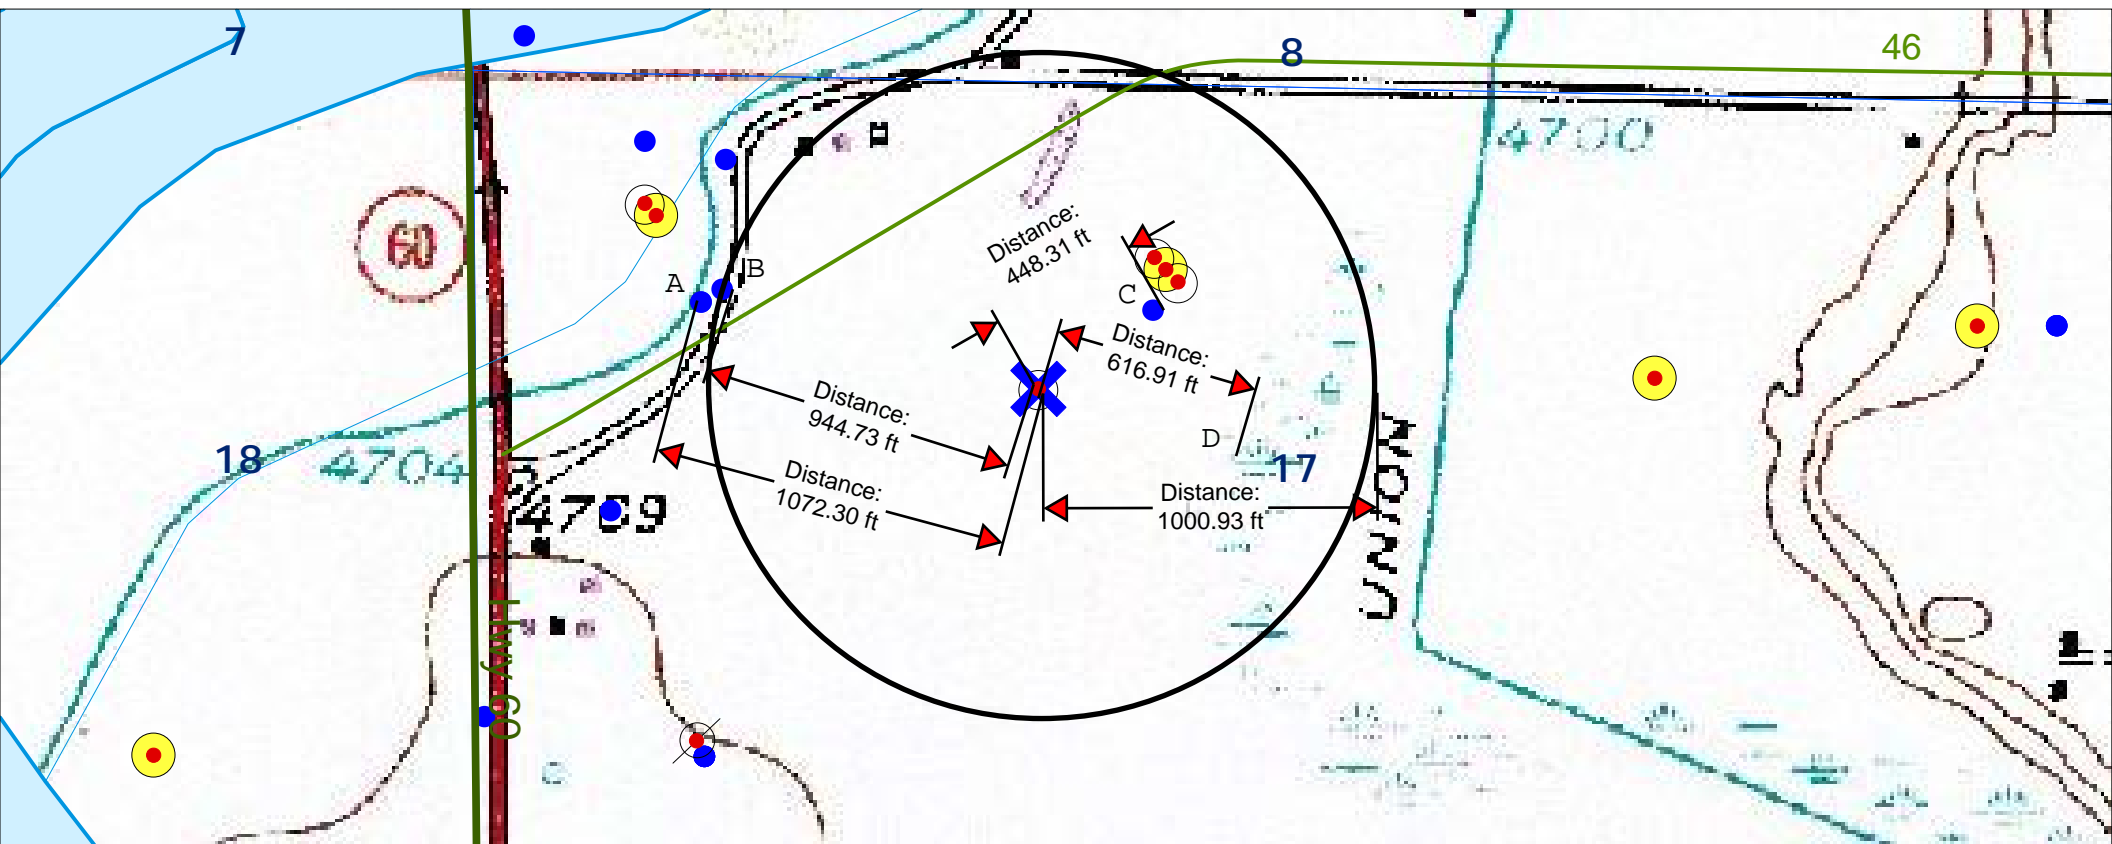 7
8
46
4700
60
Distance:
448.31 ft
A
B
C
Distance:
616.91 ft
Distance:
944.73 ft
D
18
4704
17
Distance:
1072.30 ft
Distance:
1000.93 ft
4709
UNION
Hwy 60